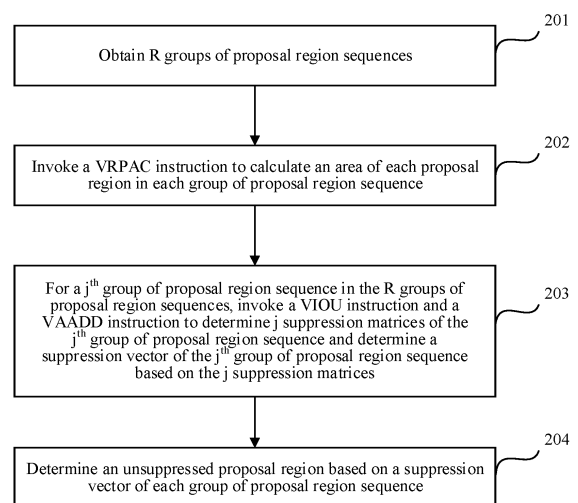 201
Obtain R groups of proposal region sequences
202
Invoke a VRPAC instruction to calculate an area of each proposal
region in each group of proposal region sequence
203
For a jth group of proposal region sequence in the R groups of
proposal region sequences, invoke a VIOU instruction and a
VAADD instruction to determine j suppression matrices of the
jth group of proposal region sequence and determine a
suppression vector of the jth group of proposal region sequence
based on the j suppression matrices
204
Determine an unsuppressed proposal region based on a suppression
vector of each group of proposal region sequence